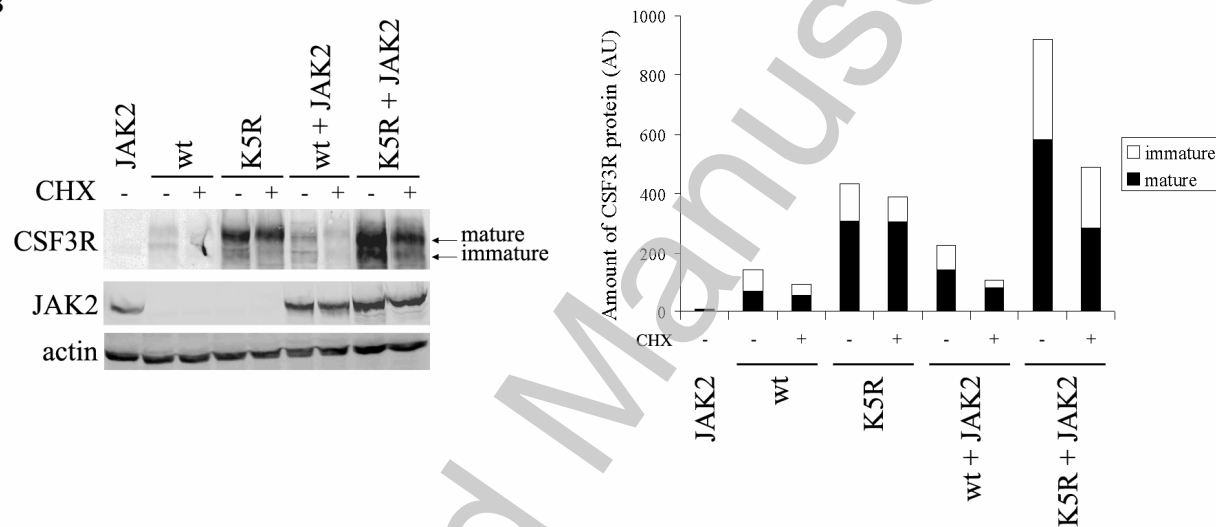 JAK2
wt
K5R
wt + JAK2
K5R + JAK2
CHX - - + - + - + - +
CSF3R
mature
immature
JAK2
actin
Amount of CSF3R protein (AU)
1000
800
600
400
200
0
immature
mature
CHX - - + - + - + - +
JAK2
wt
K5R
wt + JAK2
K5R + JAK2
d Manus